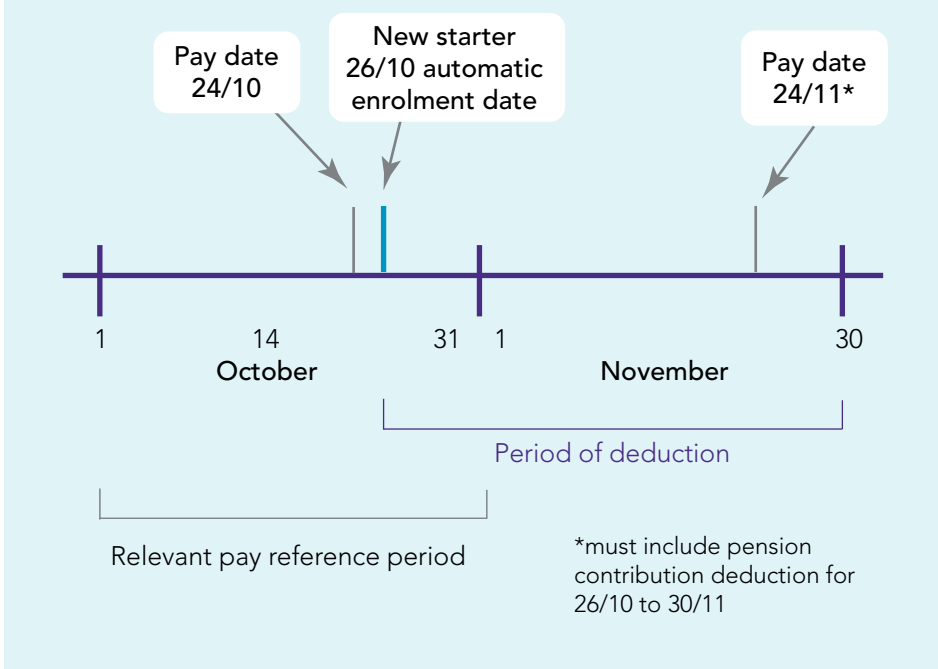 Pay date
24/10
New starter
26/10 automatic
enrolment date
Pay date
24/11*
1
14
31
1
30
October
November
Period of deduction
Relevant pay reference period
*must include pension
contribution deduction for
26/10 to 30/11